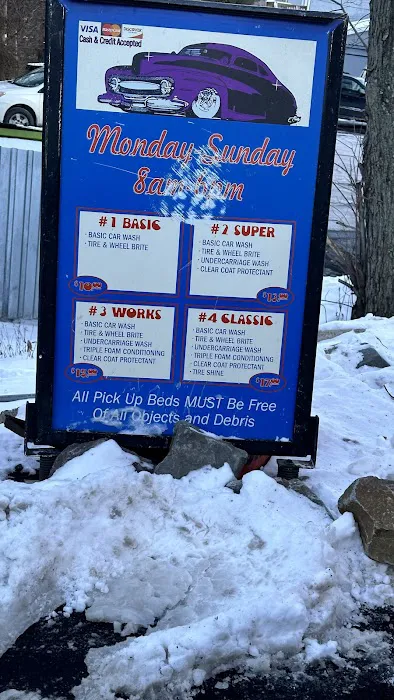 VISA MasterCard DISCOVER
Cash & Credit Accepted
Monday-Sunday
8am-6pm
#1 BASIC
· BASIC CAR WASH
· TIRE & WHEEL BRITE
#2 SUPER
· BASIC CAR WASH
· TIRE & WHEEL BRITE
· UNDERCARRIAGE WASH
· CLEAR COAT PROTECTANT
#3 WORKS
· BASIC CAR WASH
· TIRE & WHEEL BRITE
· UNDERCARRIAGE WASH
· TRIPLE FOAM CONDITIONING
· CLEAR COAT PROTECTANT
#4 CLASSIC
· BASIC CAR WASH
· TIRE & WHEEL BRITE
· UNDERCARRIAGE WASH
· TRIPLE FOAM CONDITIONING
· CLEAR COAT PROTECTANT
· TIRE SHINE
All Pick Up Beds MUST Be Free
Of All Objects and Debris